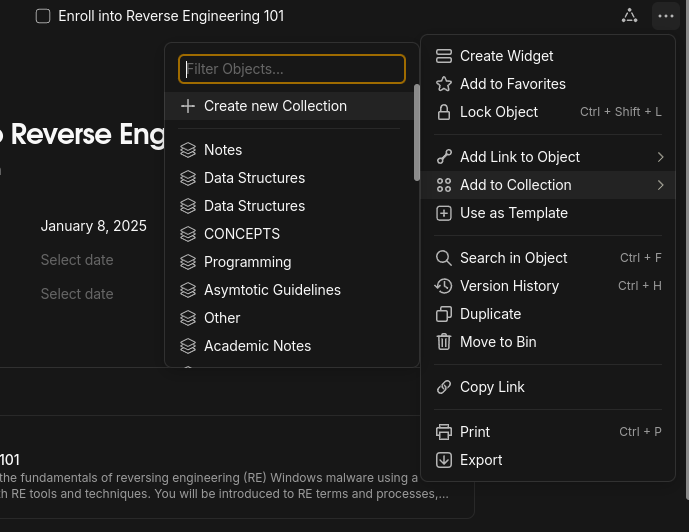 Enroll into Reverse Engineering 101
Filter Objects...
Create new Collection
Notes
Data Structures
Data Structures
CONCEPTS
Programming
Asymtotic Guidelines
Other
Academic Notes
Create Widget
Add to Favorites
Lock Object Ctrl + Shift + L
Add Link to Object
Add to Collection
Use as Template
Search in Object Ctrl + F
Version History Ctrl + H
Duplicate
Move to Bin
Copy Link
Print Ctrl + P
Export
o Reverse Eng
January 8, 2025
Select date
Select date
101
the fundamentals of reversing engineering (RE) Windows malware using a
h RE tools and techniques. You will be introduced to RE terms and processes,...